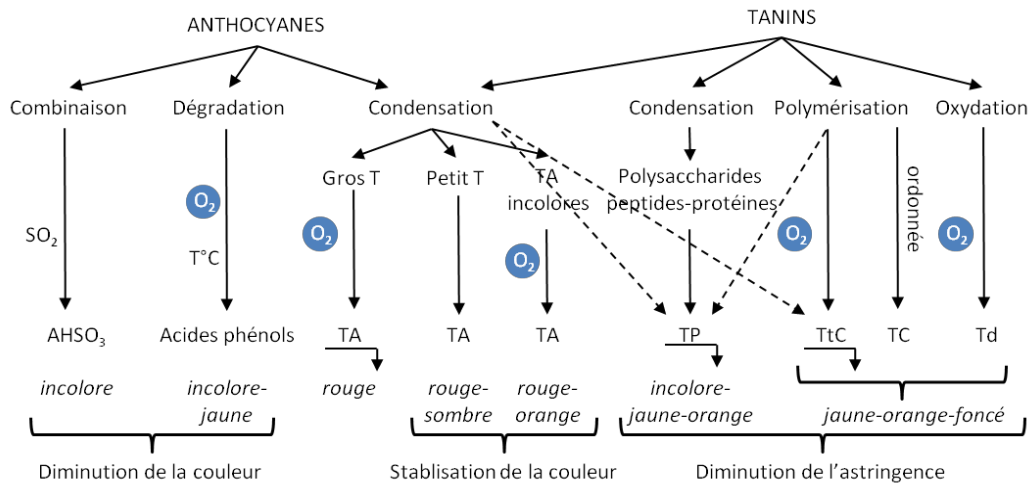 ANTHOCYANES
TANINS
Combinaison
Dégradation
Condensation
Condensation
Polymérisation
Oxydation
Gros T
Petit T
TA
incolores
Polysaccharides
peptides-protéines
ordonnée
SO₂
O₂
T°C
O₂
O₂
O₂
O₂
AHSO₃
Acides phénols
TA
TA
TA
TP
TtC
TC
Td
incolore
incolore-
jaune
rouge
rouge-
sombre
rouge-
orange
incolore-
jaune-orange
jaune-orange-foncé
Diminution de la couleur
Stablisation de la couleur
Diminution de l'astringence